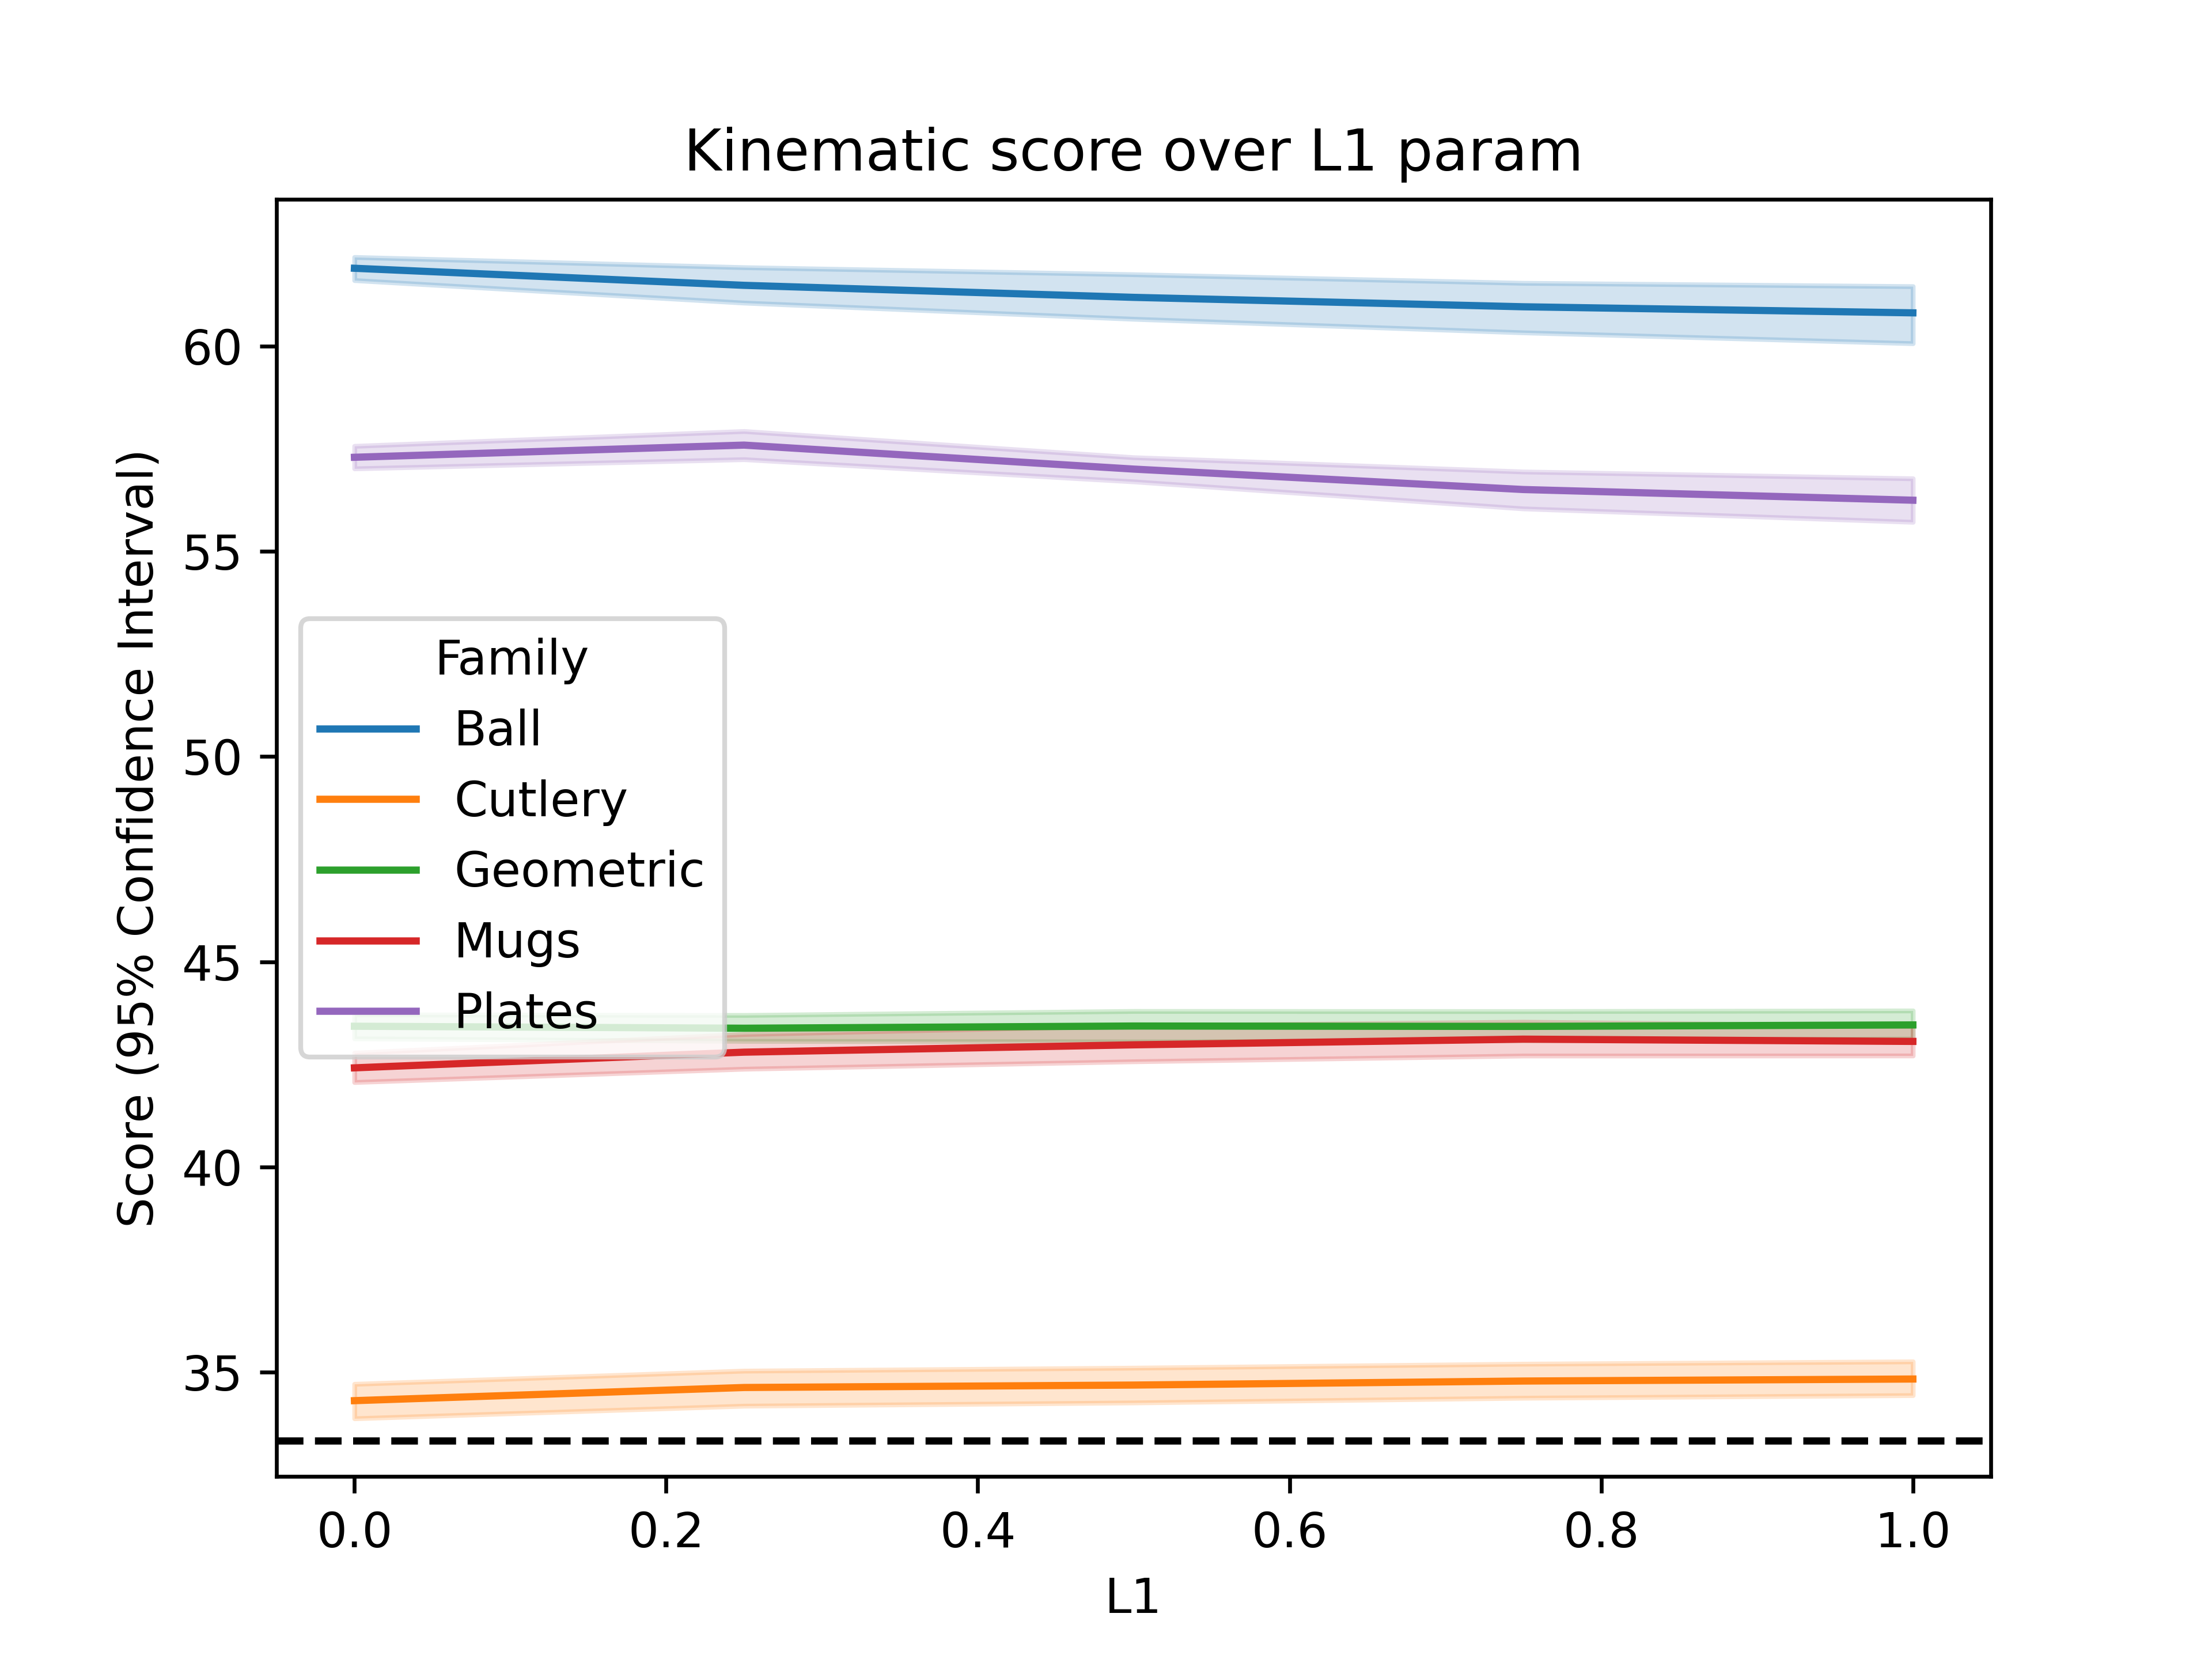 Kinematic score over L1 param
Score (95% Confidence Interval)
60
55
50
45
40
35
Family
Ball
Cutlery
Geometric
Mugs
Plates
0.0 0.2 0.4 0.6 0.8 1.0
L1